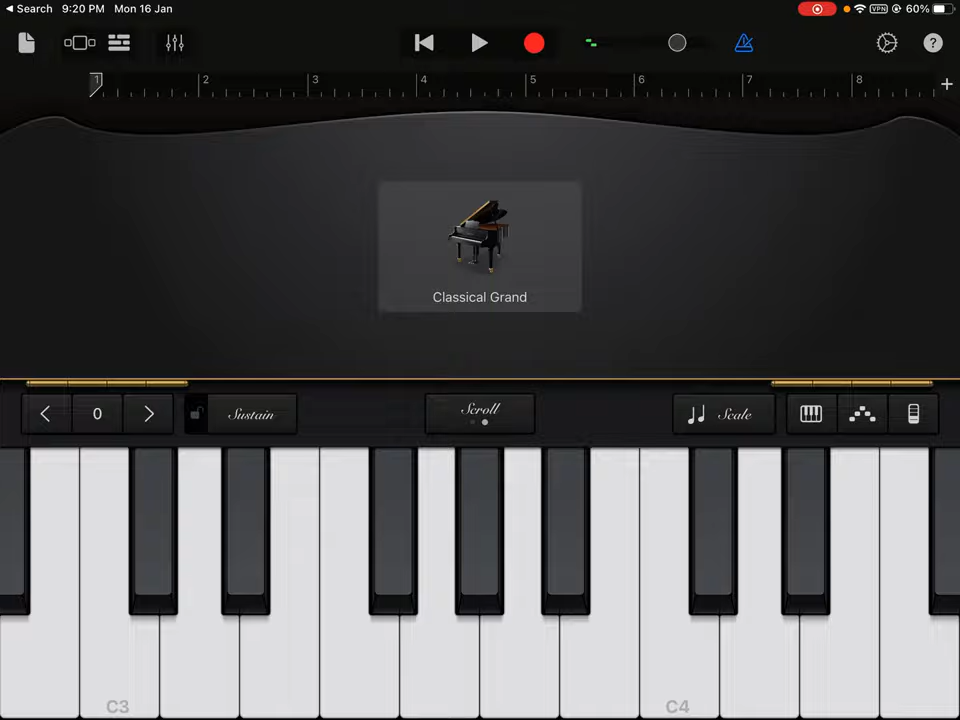 Search 9:20 PM Mon 16 Jan VPN 60%
?
1 2 3 4 5 6 7 8 +
Classical Grand
0 Sustain Scroll Scale
C3 C4